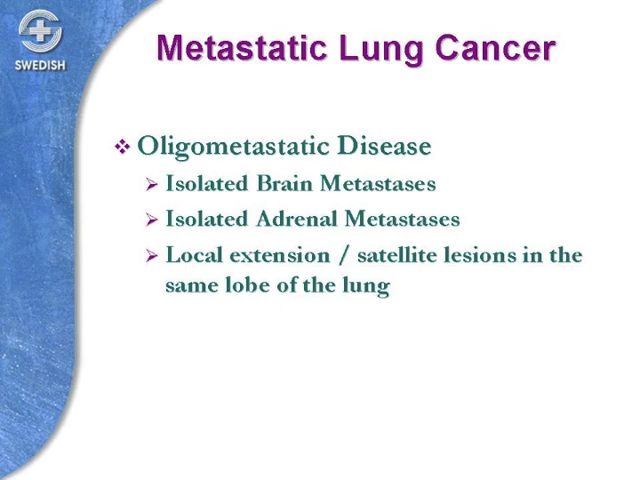 SWEDISH
Metastatic Lung Cancer
Oligometastatic Disease
Isolated Brain Metastases
Isolated Adrenal Metastases
Local extension / satellite lesions in the
same lobe of the lung